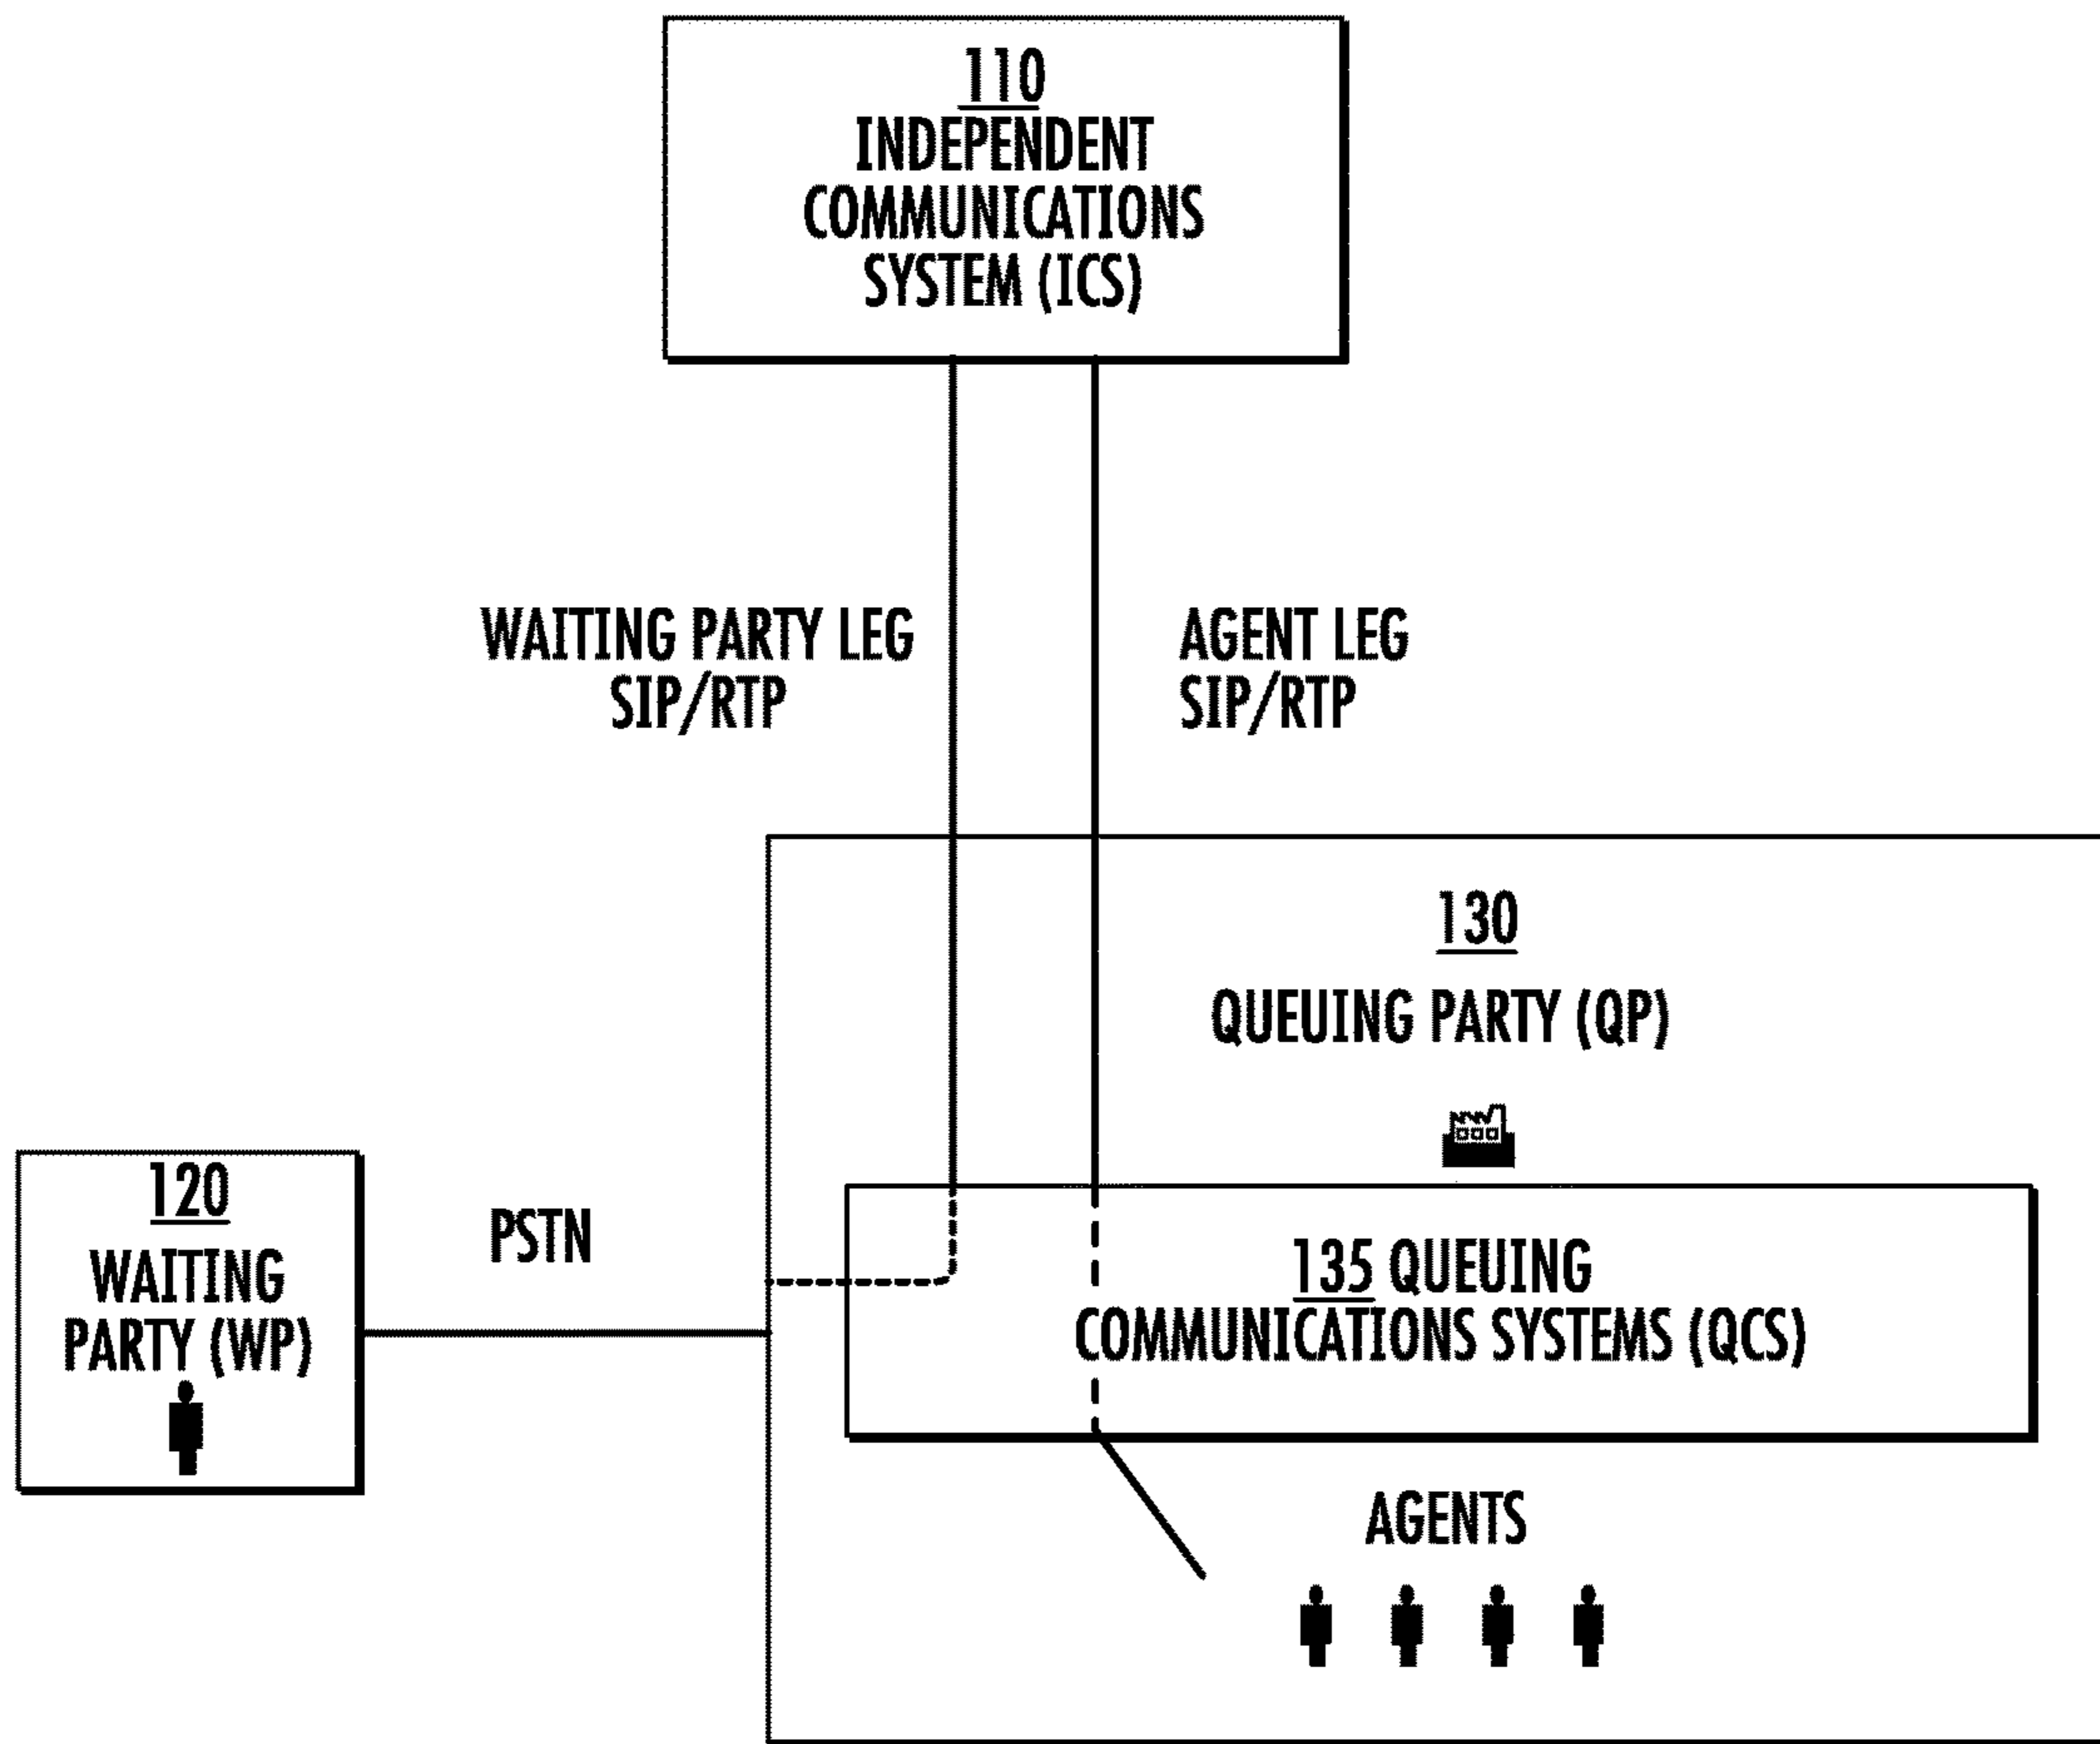 110
INDEPENDENT
COMMUNICATIONS
SYSTEM (ICS)
WAITING PARTY LEG
SIP/RTP
AGENT LEG
SIP/RTP
130
QUEUING PARTY (QP)
120
WAITING
PARTY (WP)
PSTN
135 QUEUING
COMMUNICATIONS SYSTEMS (QCS)
AGENTS